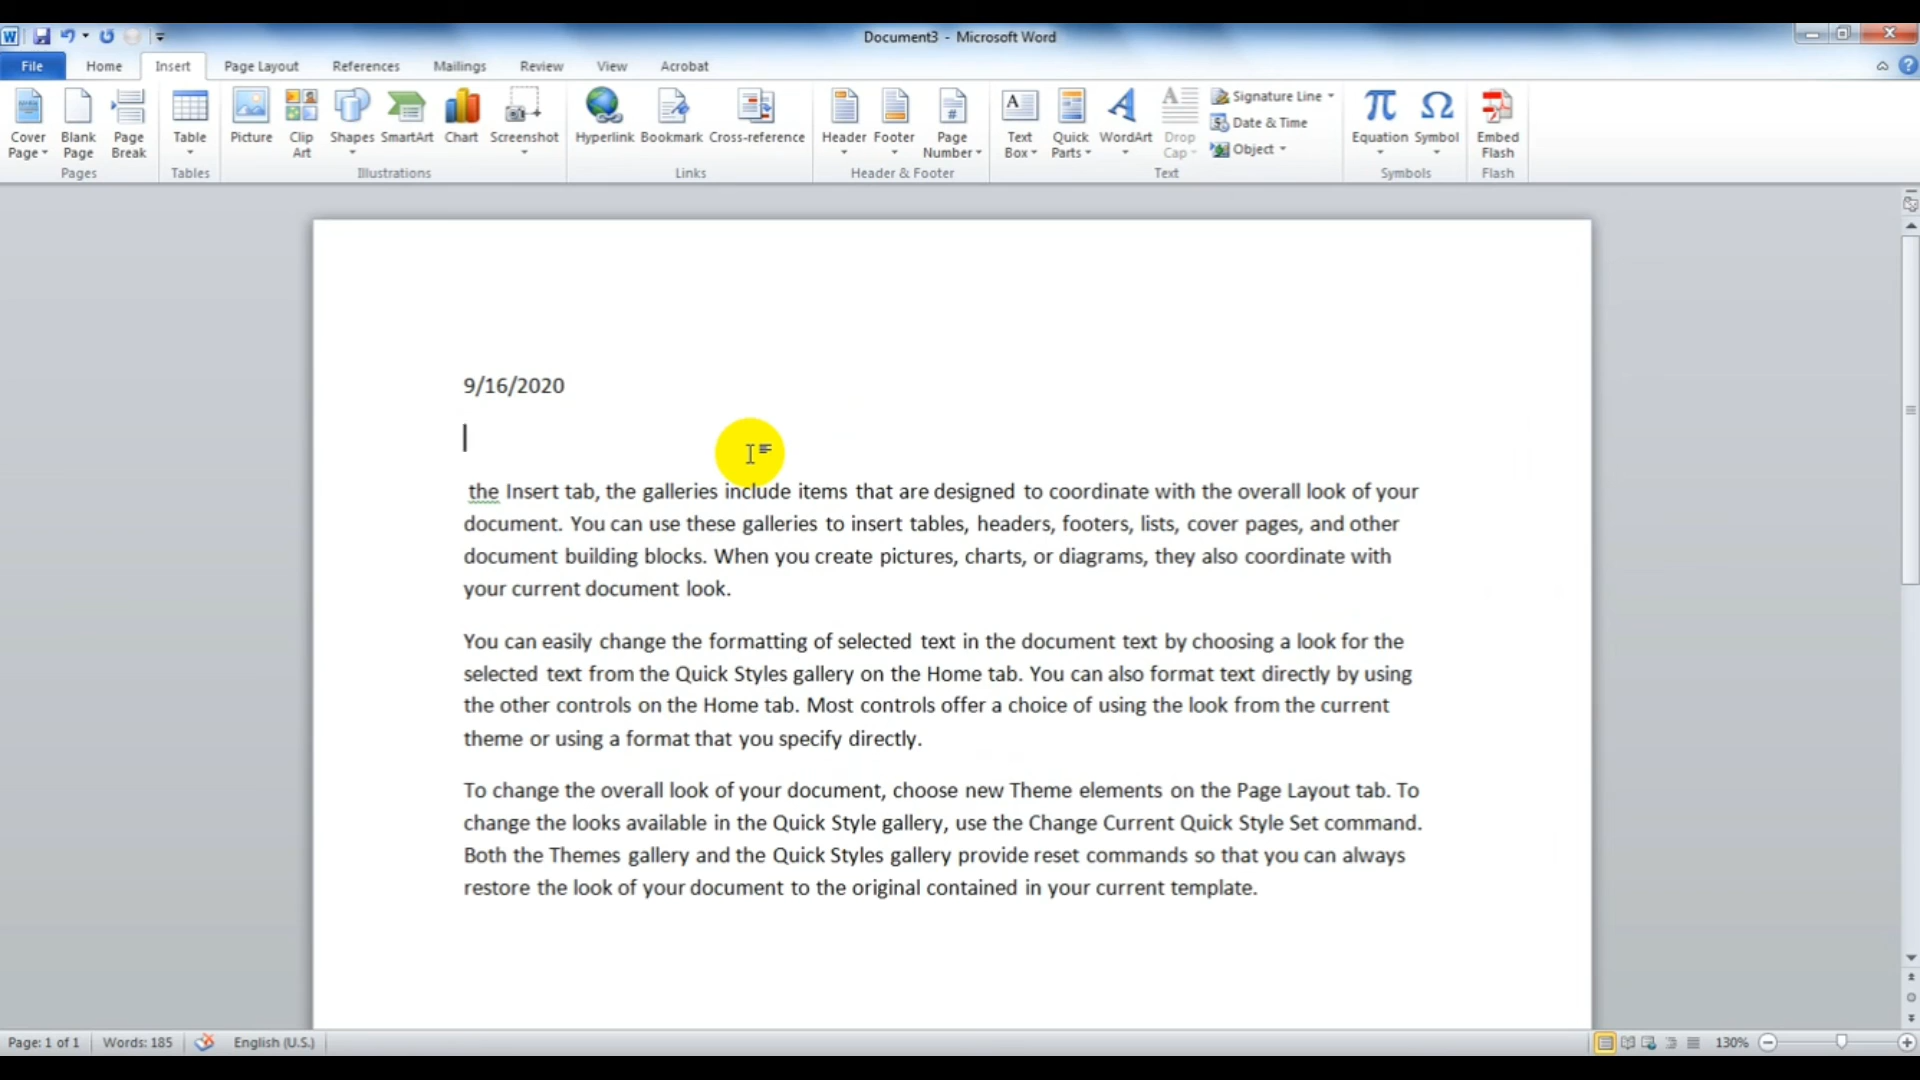 Document3 - Microsoft Word
File Home Insert Page Layout References Mailings Review View Acrobat
Cover Page Blank Page Page Break Table Picture Clip Art Shapes SmartArt Chart Screenshot Hyperlink Bookmark Cross-reference Header Footer Page Number Text Box Quick Parts WordArt Drop Cap Signature Line Date & Time Object Equation Symbol Embed Flash
Pages Tables Illustrations Links Header & Footer Text Symbols Flash
9/16/2020
the Insert tab, the galleries include items that are designed to coordinate with the overall look of your
document. You can use these galleries to insert tables, headers, footers, lists, cover pages, and other
document building blocks. When you create pictures, charts, or diagrams, they also coordinate with
your current document look.
You can easily change the formatting of selected text in the document text by choosing a look for the
selected text from the Quick Styles gallery on the Home tab. You can also format text directly by using
the other controls on the Home tab. Most controls offer a choice of using the look from the current
theme or using a format that you specify directly.
To change the overall look of your document, choose new Theme elements on the Page Layout tab. To
change the looks available in the Quick Style gallery, use the Change Current Quick Style Set command.
Both the Themes gallery and the Quick Styles gallery provide reset commands so that you can always
restore the look of your document to the original contained in your current template.
Page: 1 of 1 Words: 185 English (U.S.) 130%